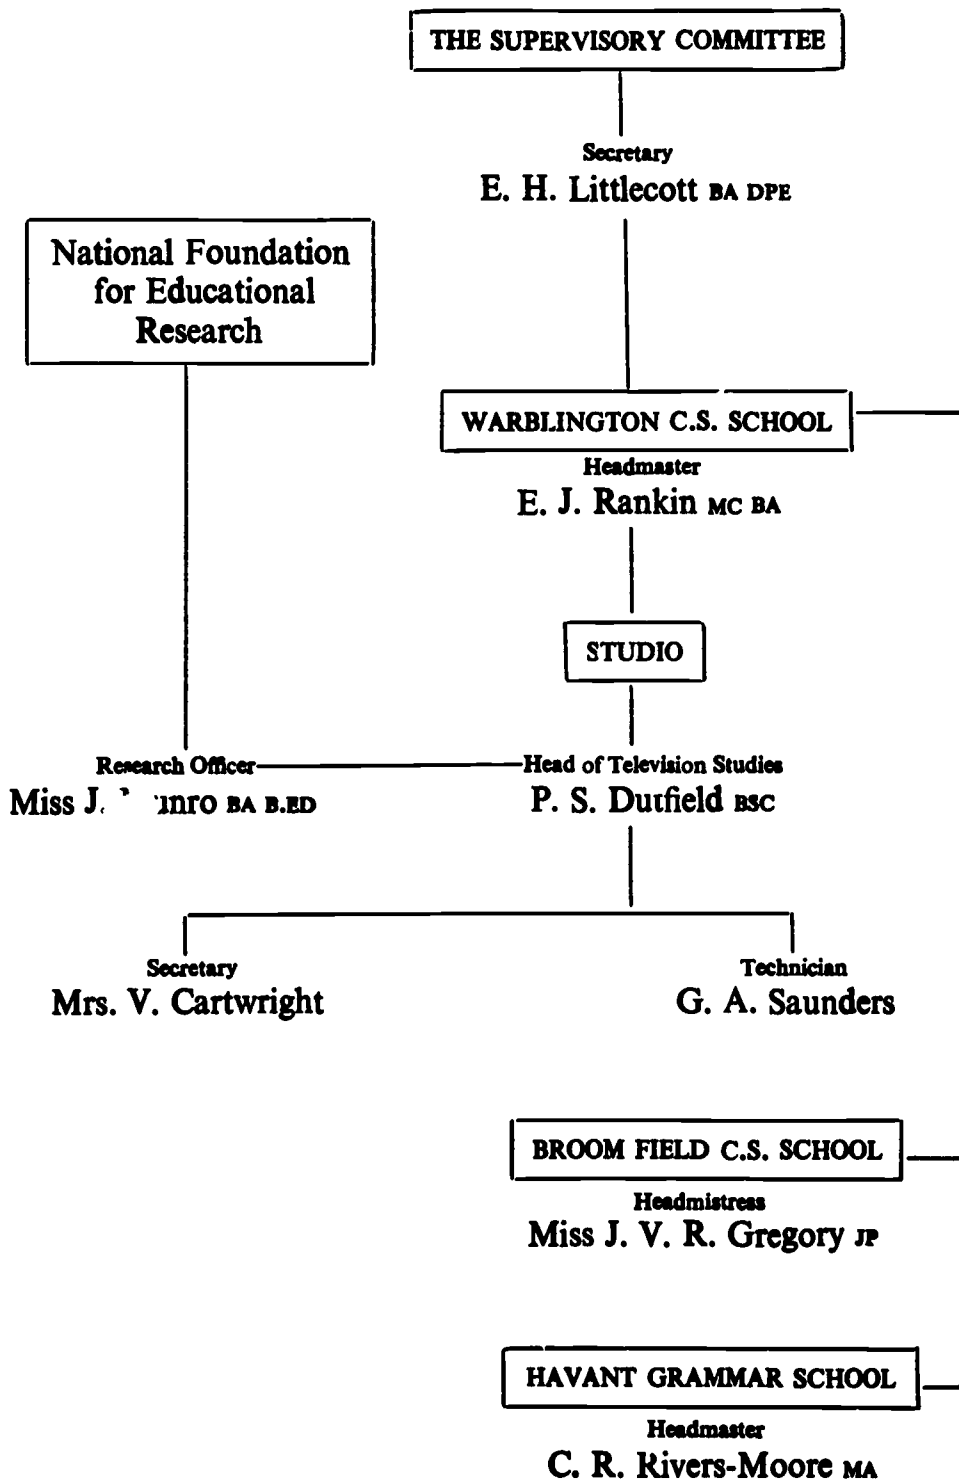 THE SUPERVISORY COMMITTEE
Secretary
E. H. Littlecott BA DPE
National Foundation
for Educational
Research
WARBLINGTON C.S. SCHOOL
Headmaster
E. J. Rankin MC BA
STUDIO
Research Officer
Miss J. BA B.ED
Head of Television Studies
P. S. Dutfield BSC
Secretary
Mrs. V. Cartwright
Technician
G. A. Saunders
BROOM FIELD C.S. SCHOOL
Headmistress
Miss J. V. R. Gregory JP
HAVANT GRAMMAR SCHOOL
Headmaster
C. R. Rivers-Moore MA